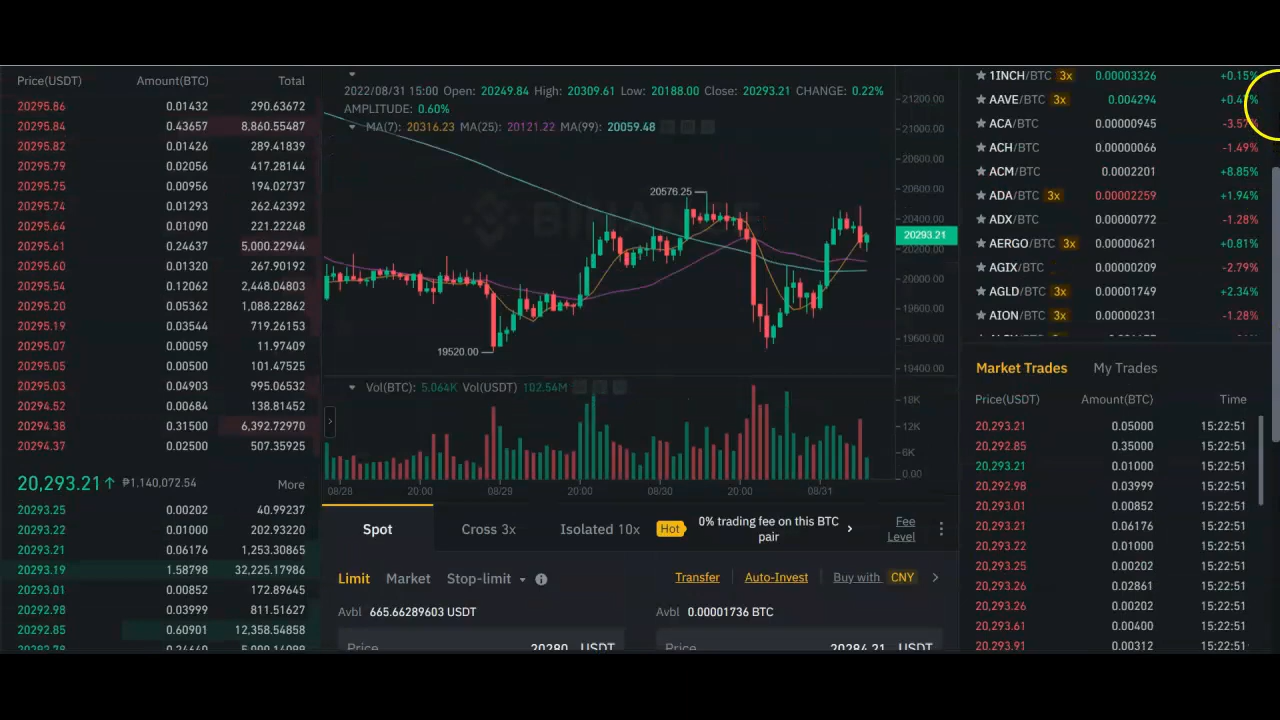 Price(USDT) Amount(BTC) Total
20295.86 0.01432 290.63672
20295.84 0.43657 8,860.55487
20295.82 0.01426 289.41839
20295.79 0.02056 417.28144
20295.75 0.00956 194.02737
20295.74 0.01293 262.42392
20295.64 0.01090 221.22248
20295.61 0.24637 5,000.22944
20295.60 0.01320 267.90192
20295.54 0.12062 2,448.04803
20295.20 0.05362 1,088.22862
20295.19 0.03544 719.26153
20295.07 0.00059 11.97409
20295.05 0.00500 101.47525
20295.03 0.04903 995.06532
20294.52 0.00684 138.81452
20294.38 0.31500 6,392.72970
20294.37 0.02500 507.35925
20,293.21↑ ₱1,140,072.54 More
20293.25 0.00202 40.99237
20293.22 0.01000 202.93220
20293.21 0.06176 1,253.30865
20293.19 1.58798 32,225.17986
20293.01 0.00852 172.89645
20292.98 0.03999 811.51627
20292.85 0.60901 12,358.54858
2022/08/31 15:00 Open: 20249.84 High: 20309.61 Low: 20188.00 Close: 20293.21 CHANGE: 0.22%
AMPLITUDE: 0.60%
MA(7): 20316.23 MA(25): 20121.22 MA(99): 20059.48
BINANCE
20576.25
19520.00
21200.00
21000.00
20800.00
20600.00
20400.00
20293.21
20200.00
20000.00
19800.00
19600.00
19400.00
Vol(BTC): 5.064K Vol(USDT) 102.54M
18K
12K
6K
0.00
08/28 20:00 08/29 20:00 08/30 20:00 08/31
Spot Cross 3x Isolated 10x Hot 0% trading fee on this BTC pair Fee Level
Limit Market Stop-limit Transfer Auto-Invest Buy with CNY
Avbl 665.66289603 USDT Avbl 0.00001736 BTC
Price 20280 USDT Price 20284.21 USDT
1INCH/BTC 3x 0.00003326 +0.15%
AAVE/BTC 3x 0.004294
ACA/BTC 0.00000945 -3.57%
ACH/BTC 0.00000066 -1.49%
ACM/BTC 0.0002201 +8.85%
ADA/BTC 3x 0.00002259 +1.94%
ADX/BTC 0.00000772 -1.28%
AERGO/BTC 3x 0.00000621 +0.81%
AGIX/BTC 0.00000209 -2.79%
AGLD/BTC 3x 0.00001749 +2.34%
AION/BTC 3x 0.00000231 -1.28%
Market Trades My Trades
Price(USDT) Amount(BTC) Time
20,293.21 0.05000 15:22:51
20,292.85 0.35000 15:22:51
20,293.21 0.01000 15:22:51
20,292.98 0.03999 15:22:51
20,293.01 0.00852 15:22:51
20,293.21 0.06176 15:22:51
20,293.22 0.01000 15:22:51
20,293.25 0.00202 15:22:51
20,293.26 0.02861 15:22:51
20,293.26 0.00202 15:22:51
20,293.61 0.00400 15:22:51
20,293.91 0.00312 15:22:51